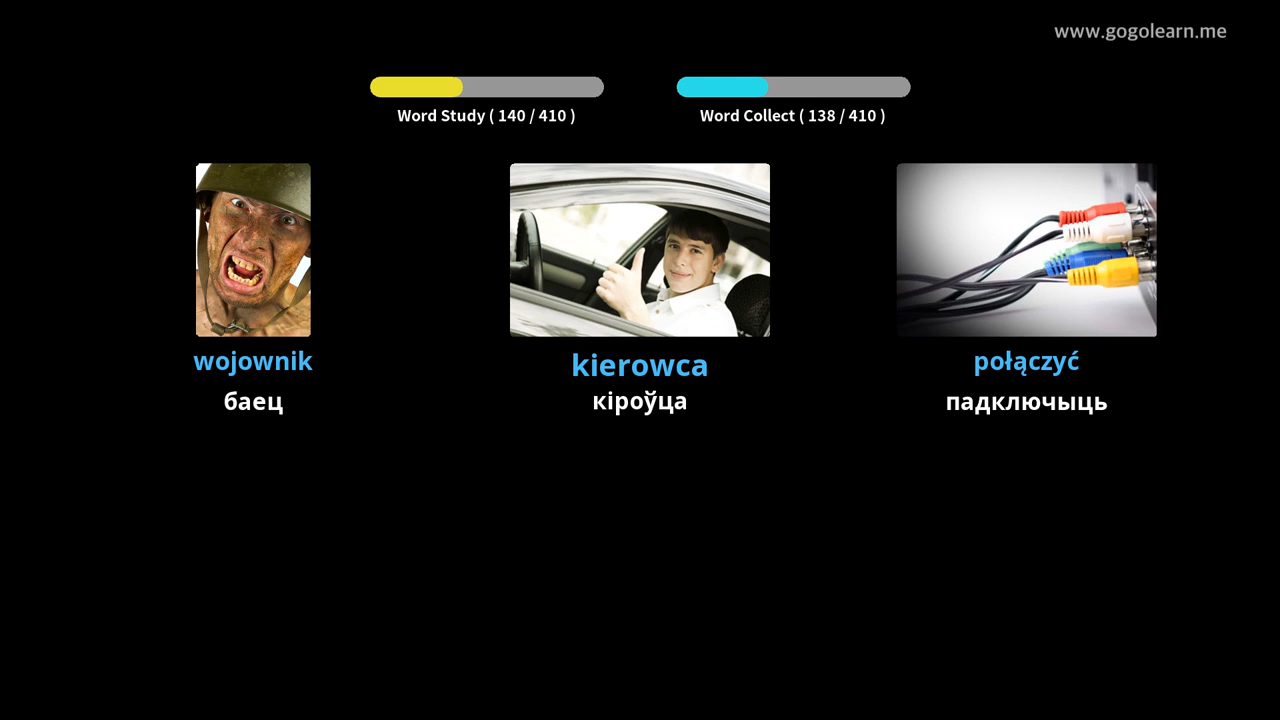 www.gogolearn.me
Word Study ( 140 / 410 )
Word Collect ( 138 / 410 )
wojownik
kierowca
połączyć
баец
кіроўца
падключыць